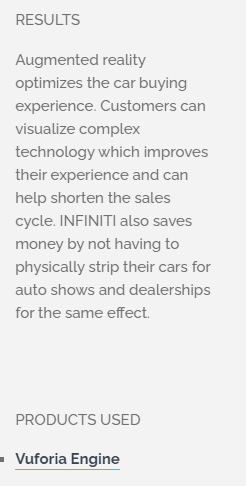 RESULTS
Augmented reality
optimizes the car buying
experience. Customers can
visualize complex
technology which improves
their experience and can
help shorten the sales
cycle. INFINITI also saves
money by not having to
physically strip their cars for
auto shows and dealerships
for the same effect.
PRODUCTS USED
Vuforia Engine